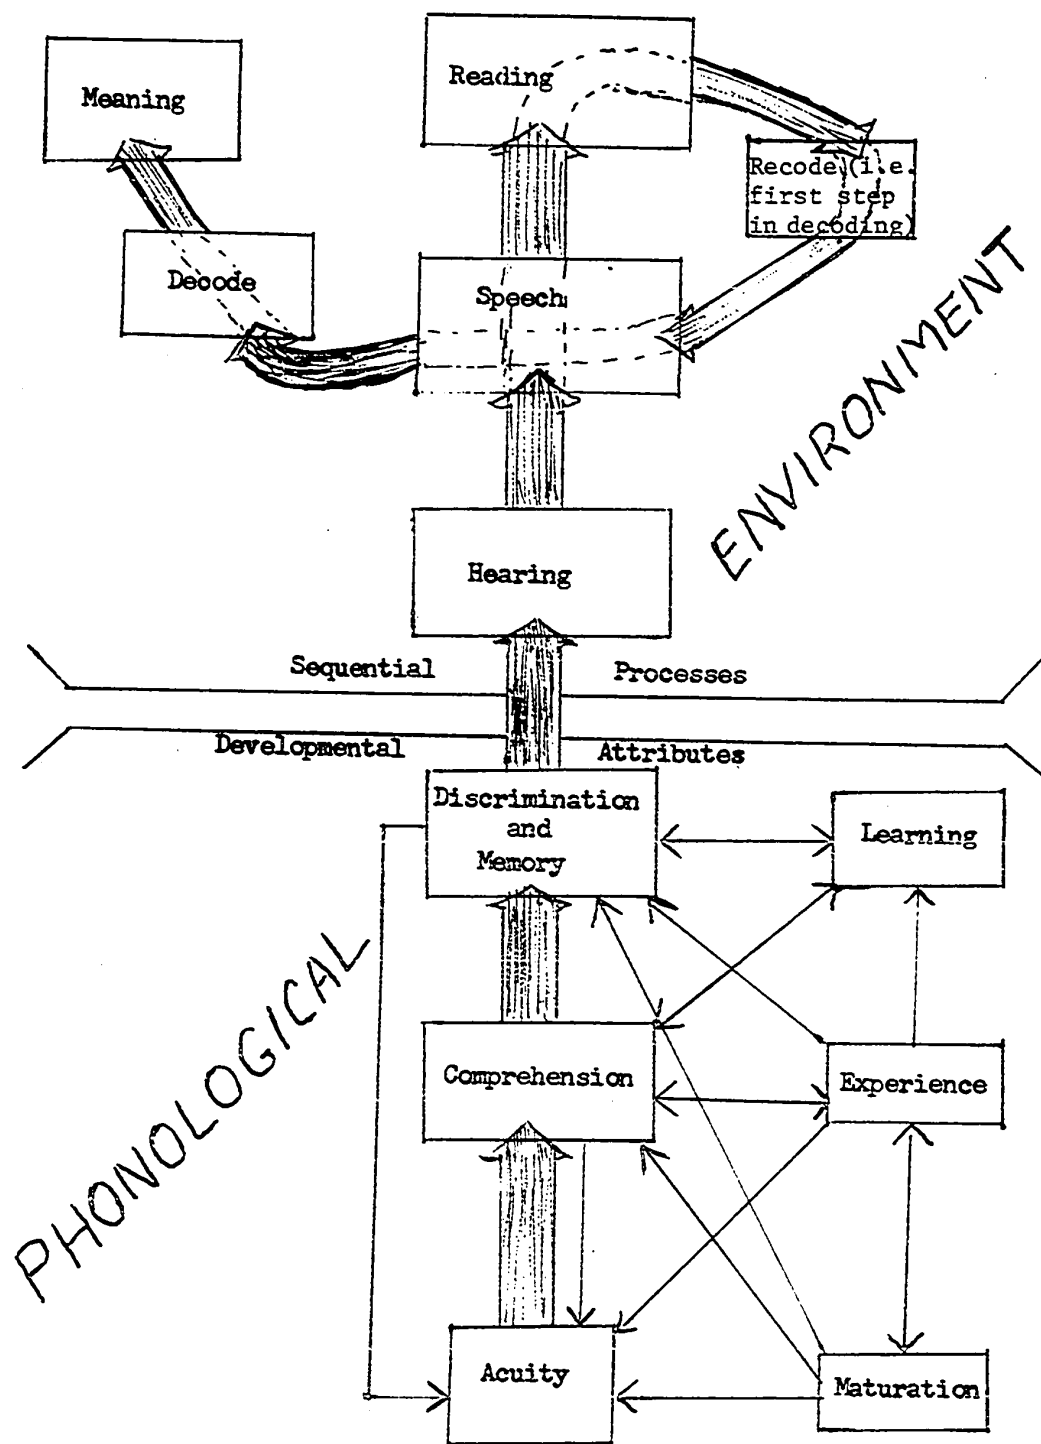 Meaning
Reading
Recode (i.e.
first step
in decoding)
Decode
Speech
ENVIRONMENT
Hearing
Sequential Processes
Developmental Attributes
Discrimination
and
Memory
Learning
PHONOLOGICAL
Comprehension
Experience
Acuity
Maturation